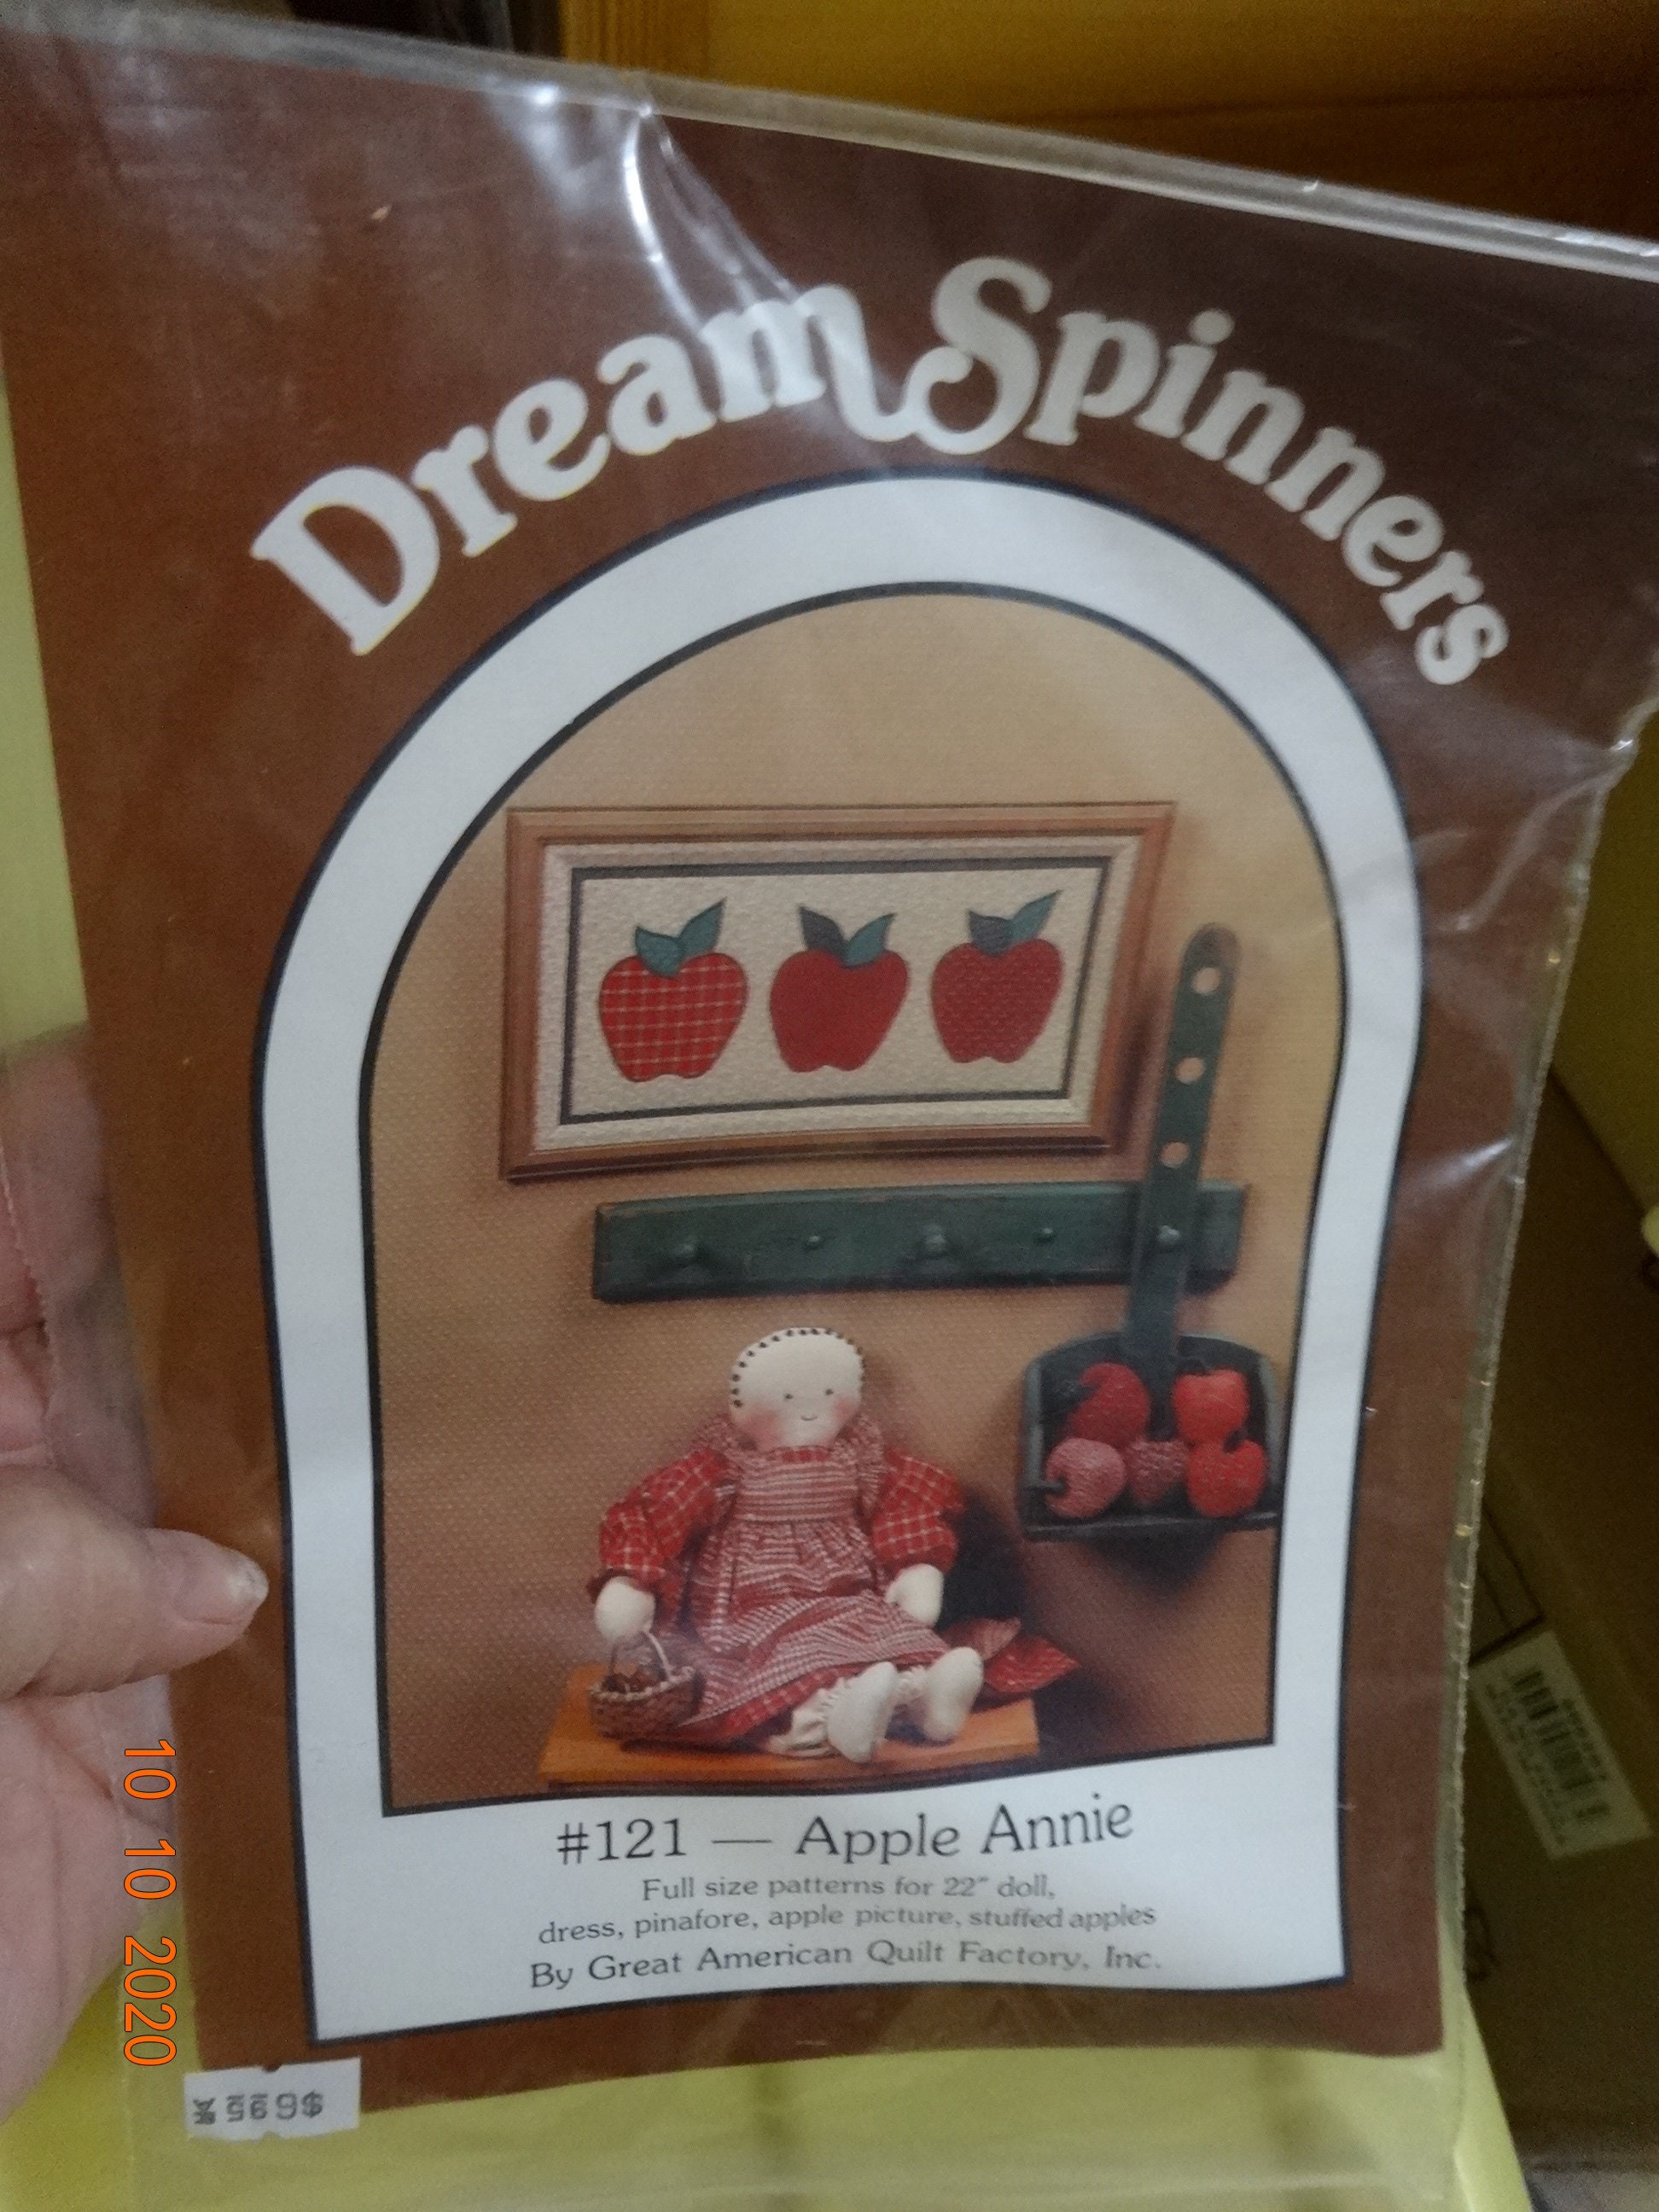 Dream Spinners
#121 — Apple Annie
Full size patterns for 22" doll,
dress, pinafore, apple picture, stuffed apples
By Great American Quilt Factory, Inc.
10 10 2020
$6.95